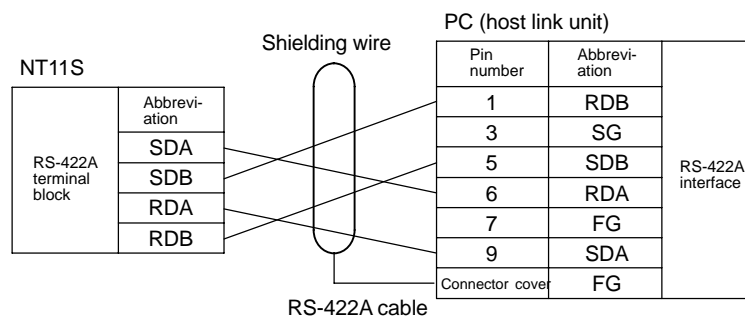 PC (host link unit)
Shielding wire
NT11S
Pin
number
Abbrevi-
ation
1 RDB
3 SG
5 SDB
6 RDA
7 FG
9 SDA
Connector cover FG
RS-422A
interface
RS-422A
terminal
block
Abbrevi-
ation
SDA
SDB
RDA
RDB
RS-422A cable